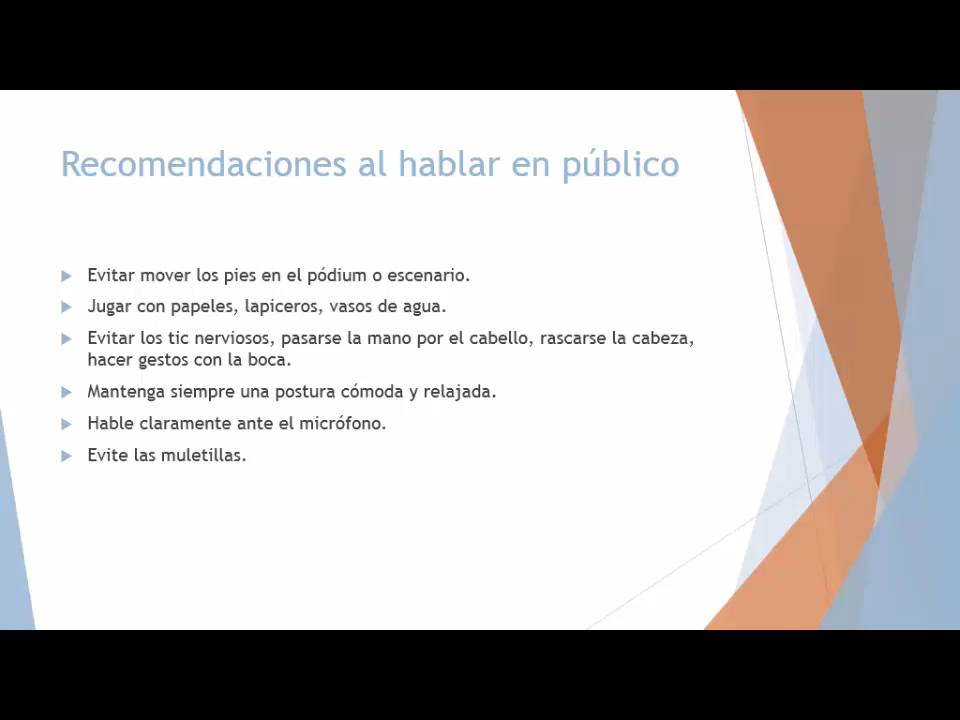 Recomendaciones al hablar en público
Evitar mover los pies en el pódium o escenario.
Jugar con papeles, lapiceros, vasos de agua.
Evitar los tic nerviosos, pasarse la mano por el cabello, rascarse la cabeza,
hacer gestos con la boca.
Mantenga siempre una postura cómoda y relajada.
Hable claramente ante el micrófono.
Evite las muletillas.